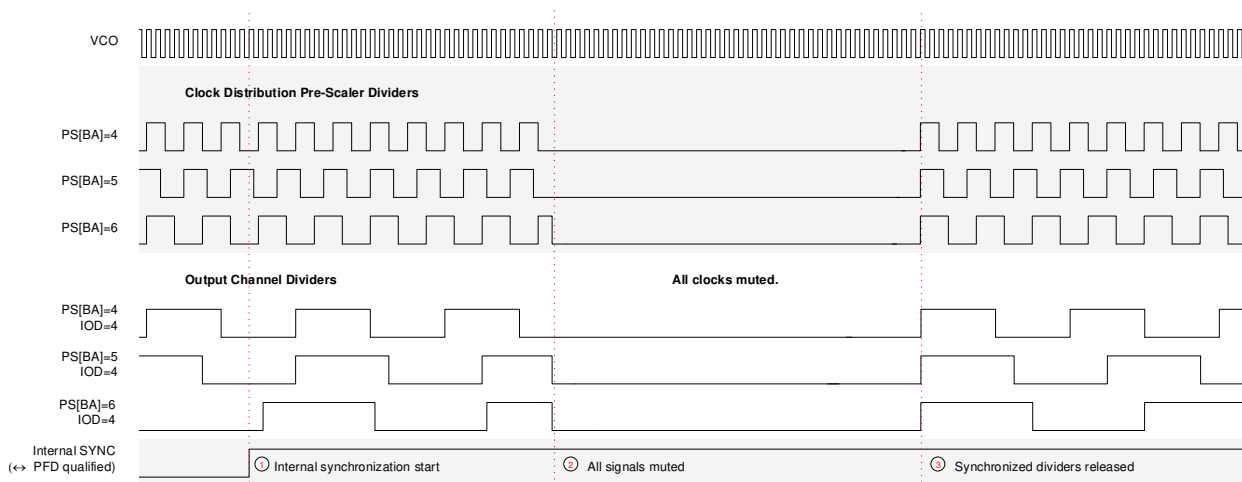 VCO
Clock Distribution Pre-Scaler Dividers
PS[BA]=4
PS[BA]=5
PS[BA]=6
Output Channel Dividers
All clocks muted.
PS[BA]=4
IOD=4
PS[BA]=5
IOD=4
PS[BA]=6
IOD=4
Internal SYNC
(↔ PFD qualified)
1 Internal synchronization start
2 All signals muted
3 Synchronized dividers released